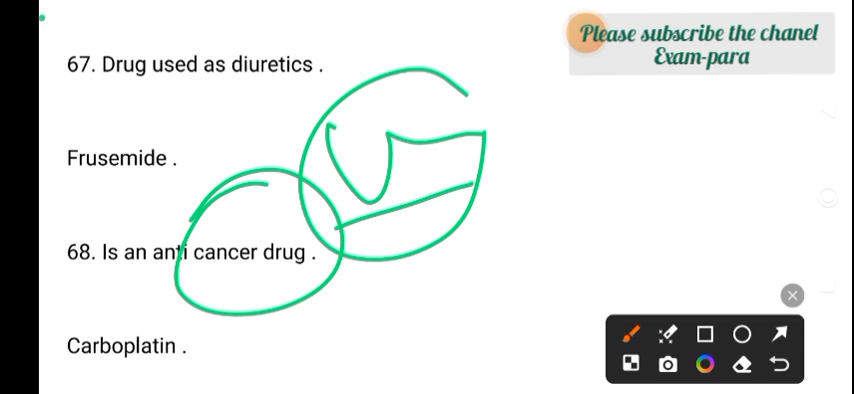 Please subscribe the chanel
Exam-para
67. Drug used as diuretics .
Frusemide .
68. Is an anti cancer drug .
Carboplatin .